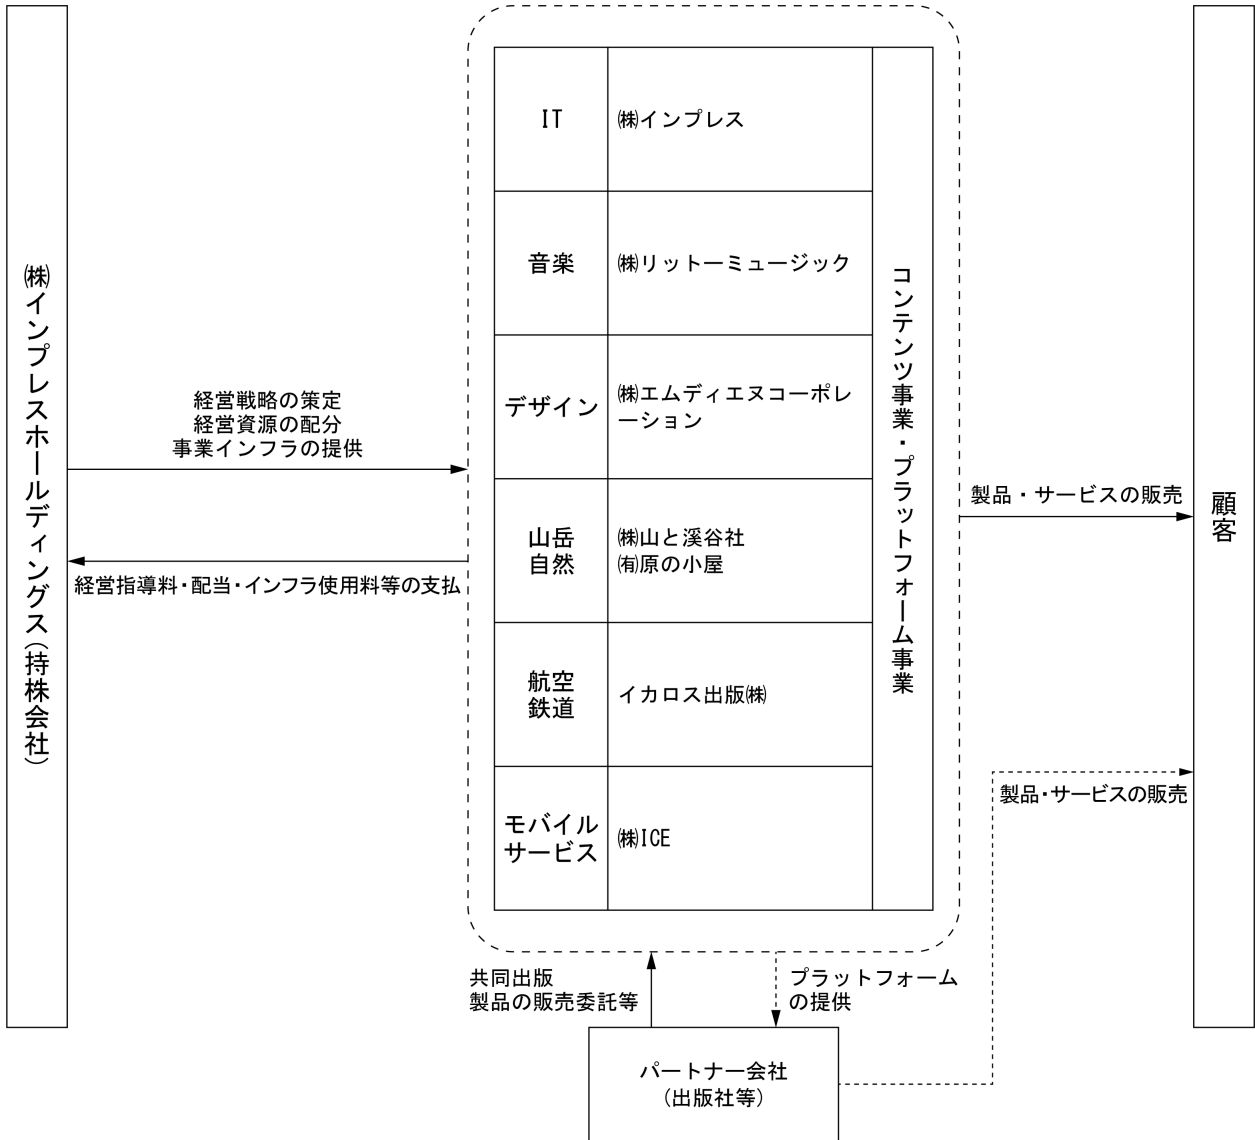 ㈱インプレスホールディングス(持株会社)
経営戦略の策定
経営資源の配分
事業インフラの提供
経営指導料・配当・インフラ使用料等の支払
IT
㈱インプレス
音楽
㈱リットーミュージック
デザイン
㈱エムディエヌコーポレ
ーション
山岳
自然
㈱山と溪谷社
㈲原の小屋
航空
鉄道
イカロス出版㈱
モバイル
サービス
㈱ICE
コンテンツ事業・プラットフォーム事業
製品・サービスの販売
顧客
製品・サービスの販売
共同出版
製品の販売委託等
プラットフォーム
の提供
パートナー会社
(出版社等)